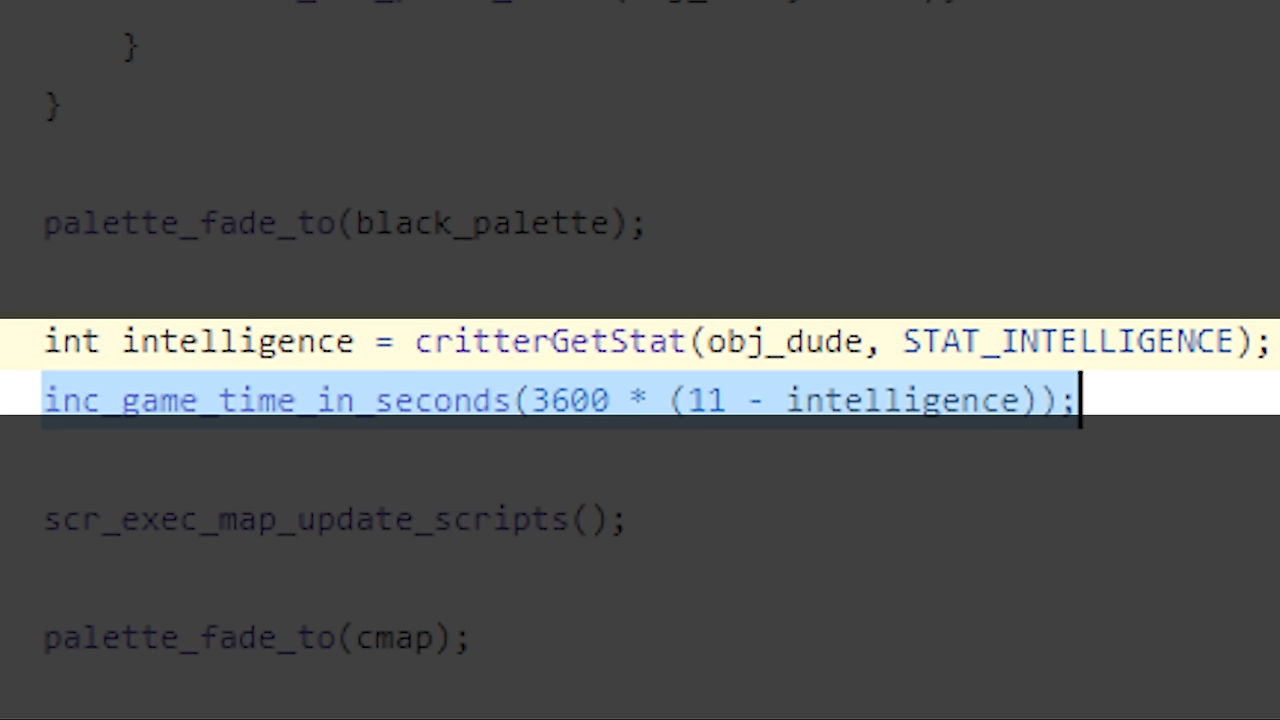 }
}
palette_fade_to(black_palette);
int intelligence = critterGetStat(obj_dude, STAT_INTELLIGENCE);
inc_game_time_in_seconds(3600 * (11 - intelligence));
scr_exec_map_update_scripts();
palette_fade_to(cmap);